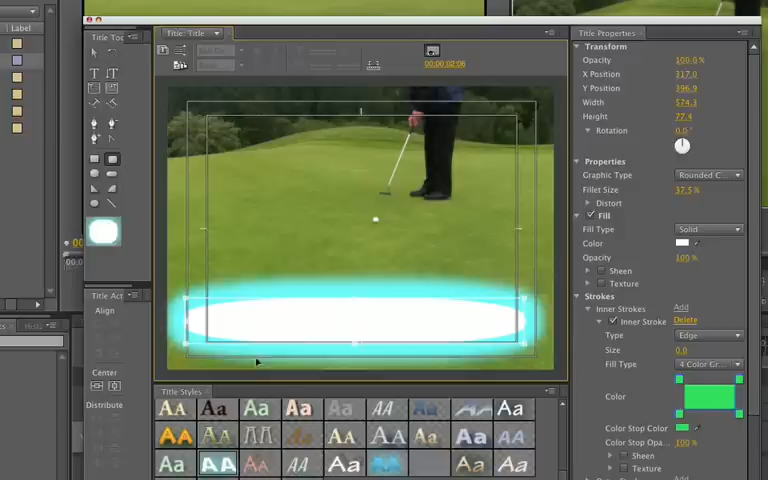 Label
Title Too
Title: Title
00:00:02:06
Title Properties
Transform
Opacity 100.0 %
X Position 317.0
Y Position 396.9
Width 574.3
Height 77.4
Rotation 0.0 °
Properties
Graphic Type Rounded C...
Fillet Size 37.5 %
Distort
Fill
Fill Type Solid
Color
Opacity 100 %
Sheen
Texture
Strokes
Inner Strokes Add
Inner Stroke Delete
Type Edge
Size 0.0
Fill Type 4 Color Gr...
Color
Color Stop Color
Color Stop Opa... 100 %
Sheen
Texture
Title Act
Align
Center
Distribute
Title Styles